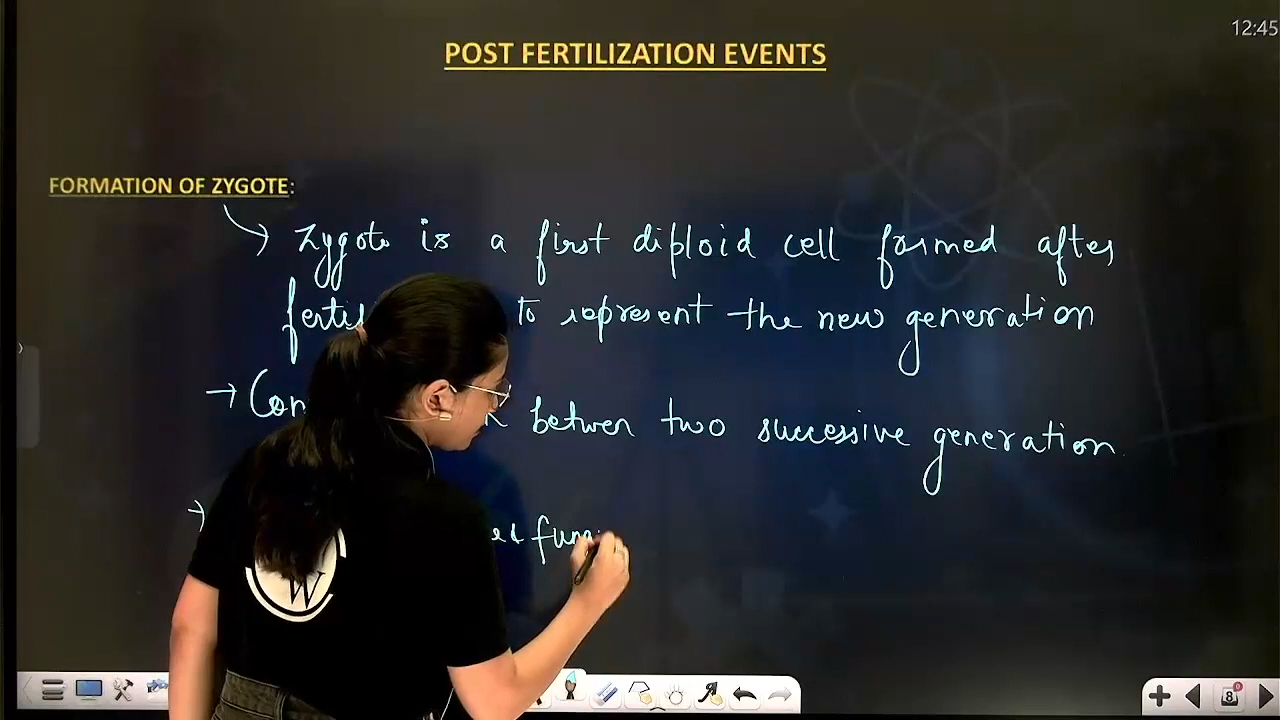 12:45
POST FERTILIZATION EVENTS
FORMATION OF ZYGOTE:
→ Zygote is a first diploid cell formed after
to represent the new generation
→ between two successive generation
W
8